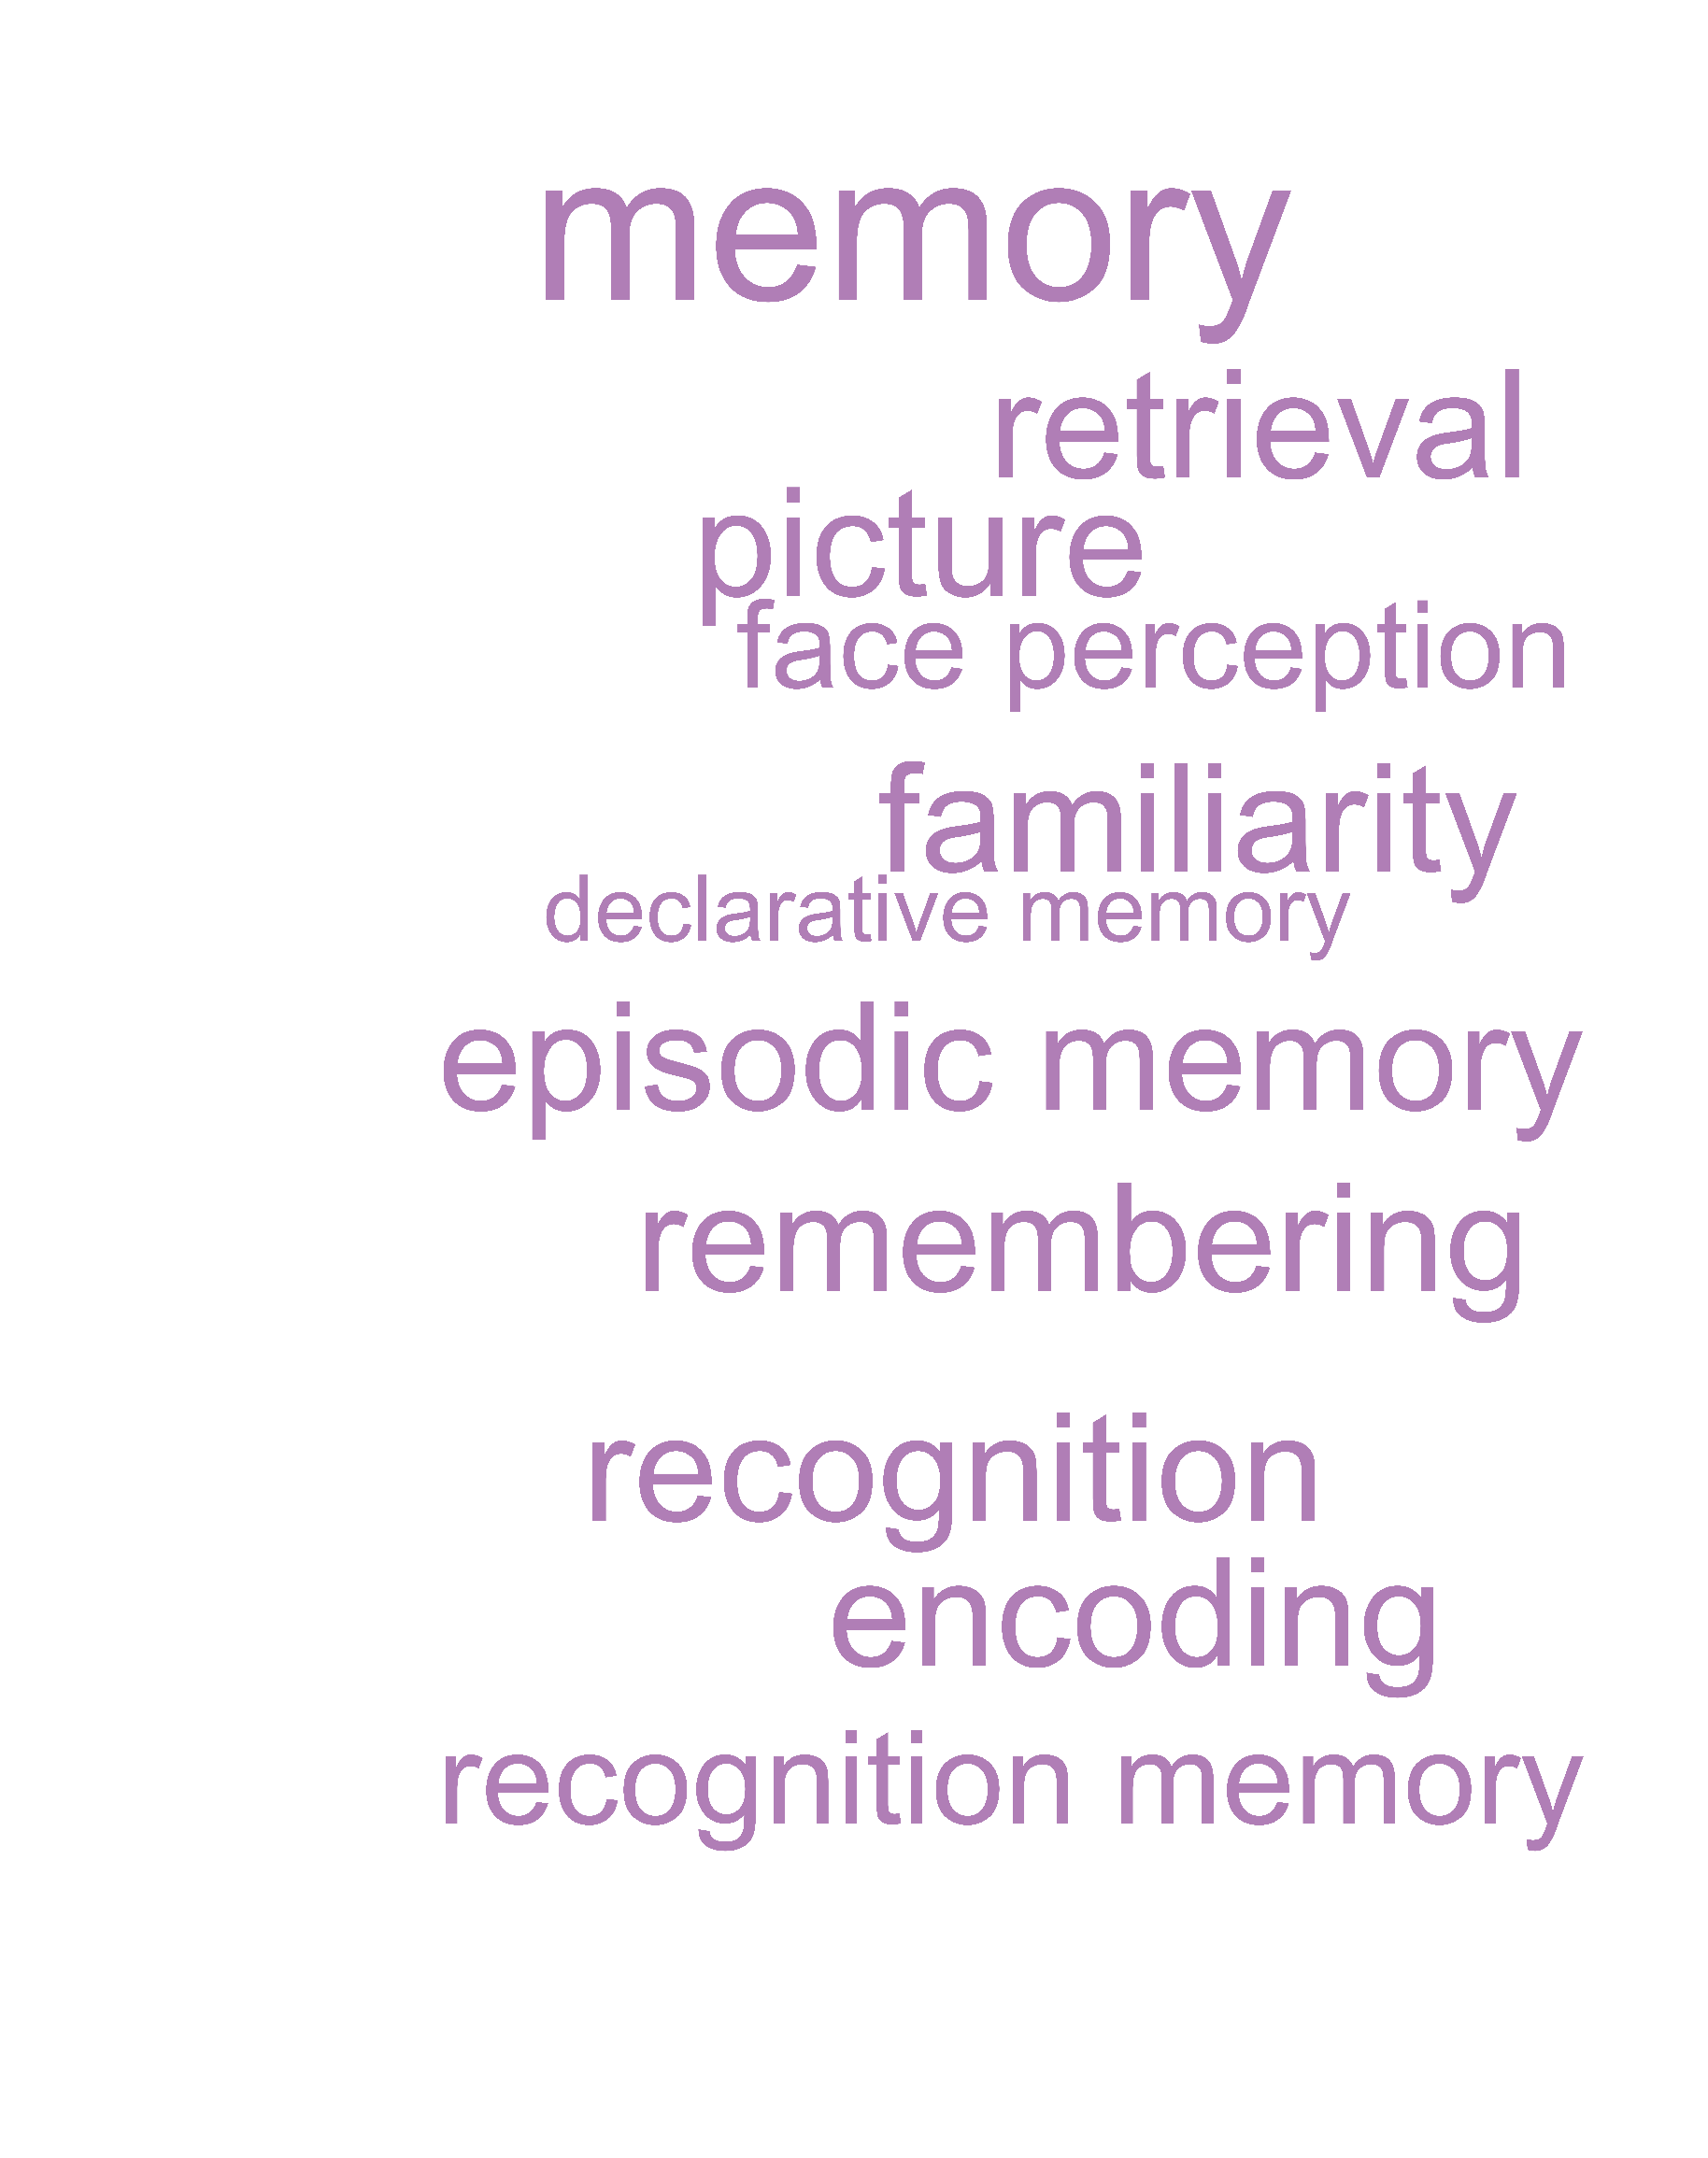 memory
retrieval
picture
face perception
familiarity
declarative memory
episodic memory
remembering
recognition
encoding
recognition memory